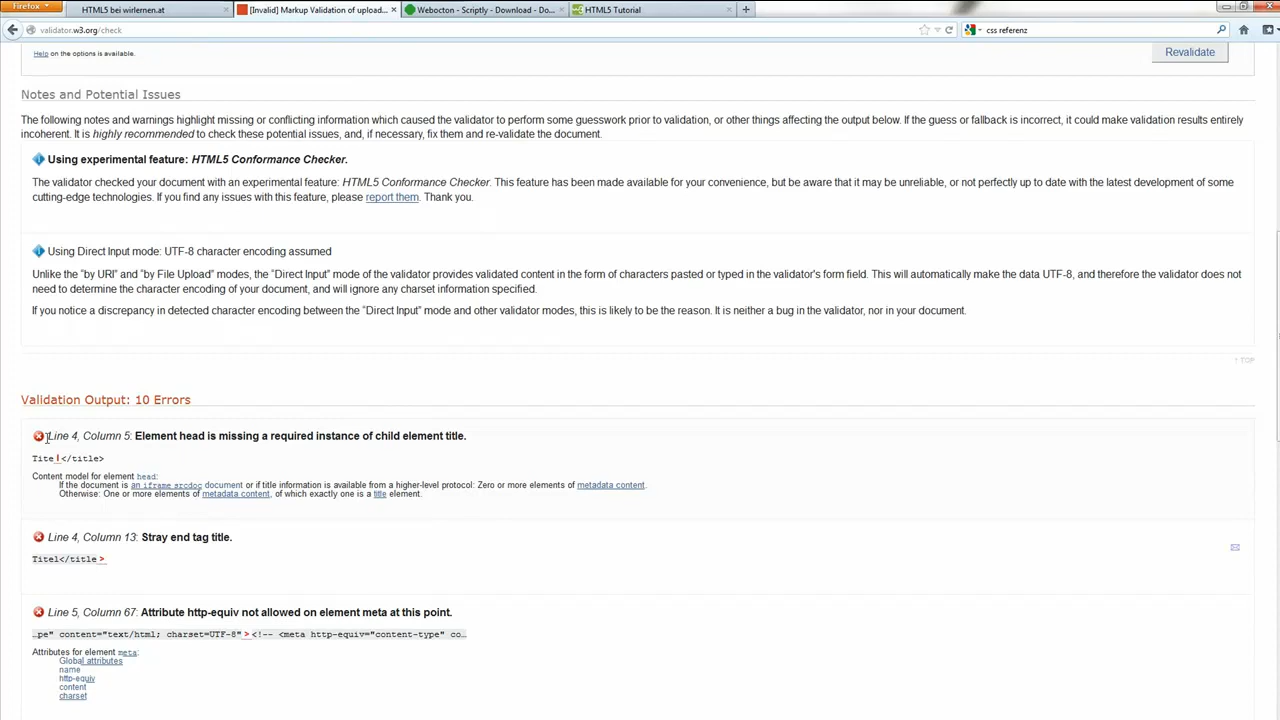 Firefox
HTML5 bei wirlernen.at
[Invalid] Markup Validation of upload...
Webocton - Scriptly - Download - Do...
HTML5 Tutorial
validator.w3.org/check
css referenz
Help on the options is available.
Revalidate
Notes and Potential Issues
The following notes and warnings highlight missing or conflicting information which caused the validator to perform some guesswork prior to validation, or other things affecting the output below. If the guess or fallback is incorrect, it could make validation results entirely
incoherent. It is highly recommended to check these potential issues, and, if necessary, fix them and re-validate the document.
Using experimental feature: HTML5 Conformance Checker.
The validator checked your document with an experimental feature: HTML5 Conformance Checker. This feature has been made available for your convenience, but be aware that it may be unreliable, or not perfectly up to date with the latest development of some
cutting-edge technologies. If you find any issues with this feature, please report them. Thank you.
Using Direct Input mode: UTF-8 character encoding assumed
Unlike the “by URI” and “by File Upload” modes, the “Direct Input” mode of the validator provides validated content in the form of characters pasted or typed in the validator's form field. This will automatically make the data UTF-8, and therefore the validator does not
need to determine the character encoding of your document, and will ignore any charset information specified.
If you notice a discrepancy in detected character encoding between the “Direct Input” mode and other validator modes, this is likely to be the reason. It is neither a bug in the validator, nor in your document.
↑ TOP
Validation Output: 10 Errors
Line 4, Column 5: Element head is missing a required instance of child element title.
Titel</title>
Content model for element head:
If the document is an iframe srcdoc document or if title information is available from a higher-level protocol: Zero or more elements of metadata content.
Otherwise: One or more elements of metadata content, of which exactly one is a title element.
Line 4, Column 13: Stray end tag title.
Titel</title>
Line 5, Column 67: Attribute http-equiv not allowed on element meta at this point.
…pe" content="text/html; charset=UTF-8"><!-- <meta http-equiv="content-type" co…
Attributes for element meta:
Global attributes
name
http-equiv
content
charset